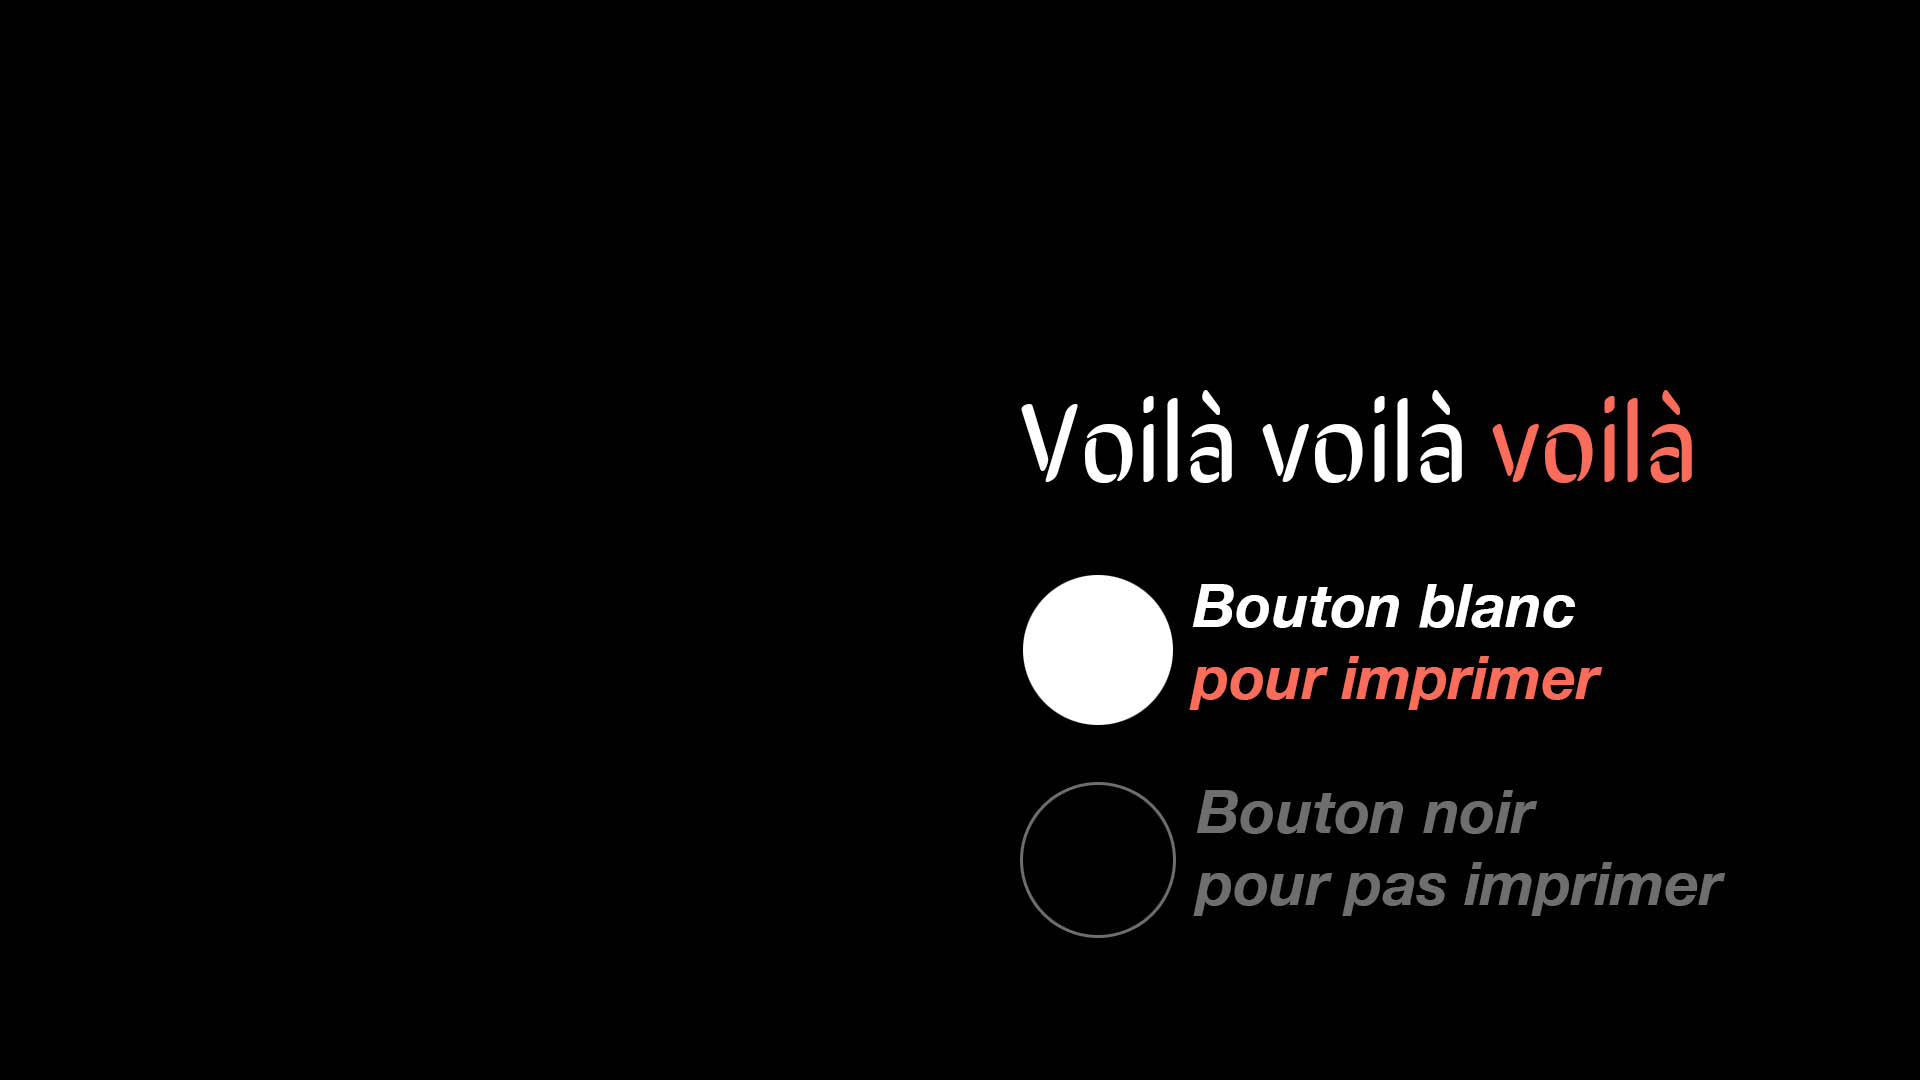 Voilà voilà voilà
Bouton blanc
pour imprimer
Bouton noir
pour pas imprimer